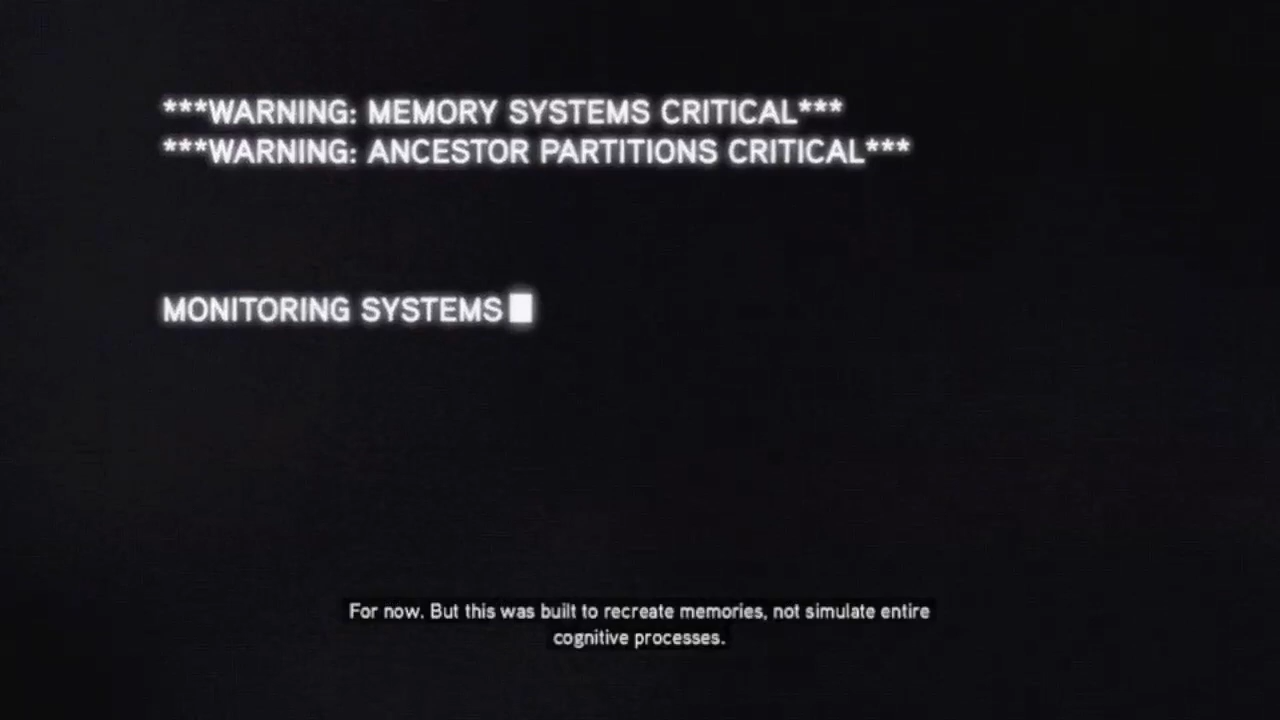 ***WARNING: MEMORY SYSTEMS CRITICAL***
***WARNING: ANCESTOR PARTITIONS CRITICAL***
MONITORING SYSTEMS
For now. But this was built to recreate memories, not simulate entire
cognitive processes.